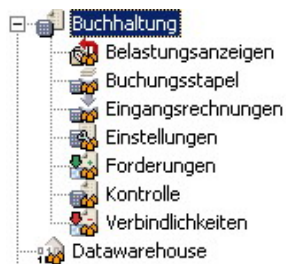 Buchhaltung
Belastungsanzeigen
Buchungsstapel
Eingangsrechnungen
Einstellungen
Forderungen
Kontrolle
Verbindlichkeiten
Datawarehouse